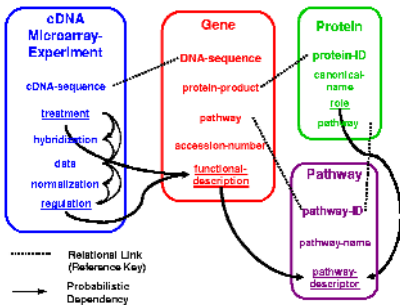 cDNA
Microarray-
Experiment
cDNA-sequence
treatment
hybridization
data
normalization
regulation
Gene
DNA-sequence
protein-product
pathway
accession-number
functional-
description
Protein
protein-ID
canonical-
name
role
pathway
Pathway
pathway-ID
pathway-name
pathway-
descriptor
Relational Link
(Reference Key)
Probabilistic
Dependency